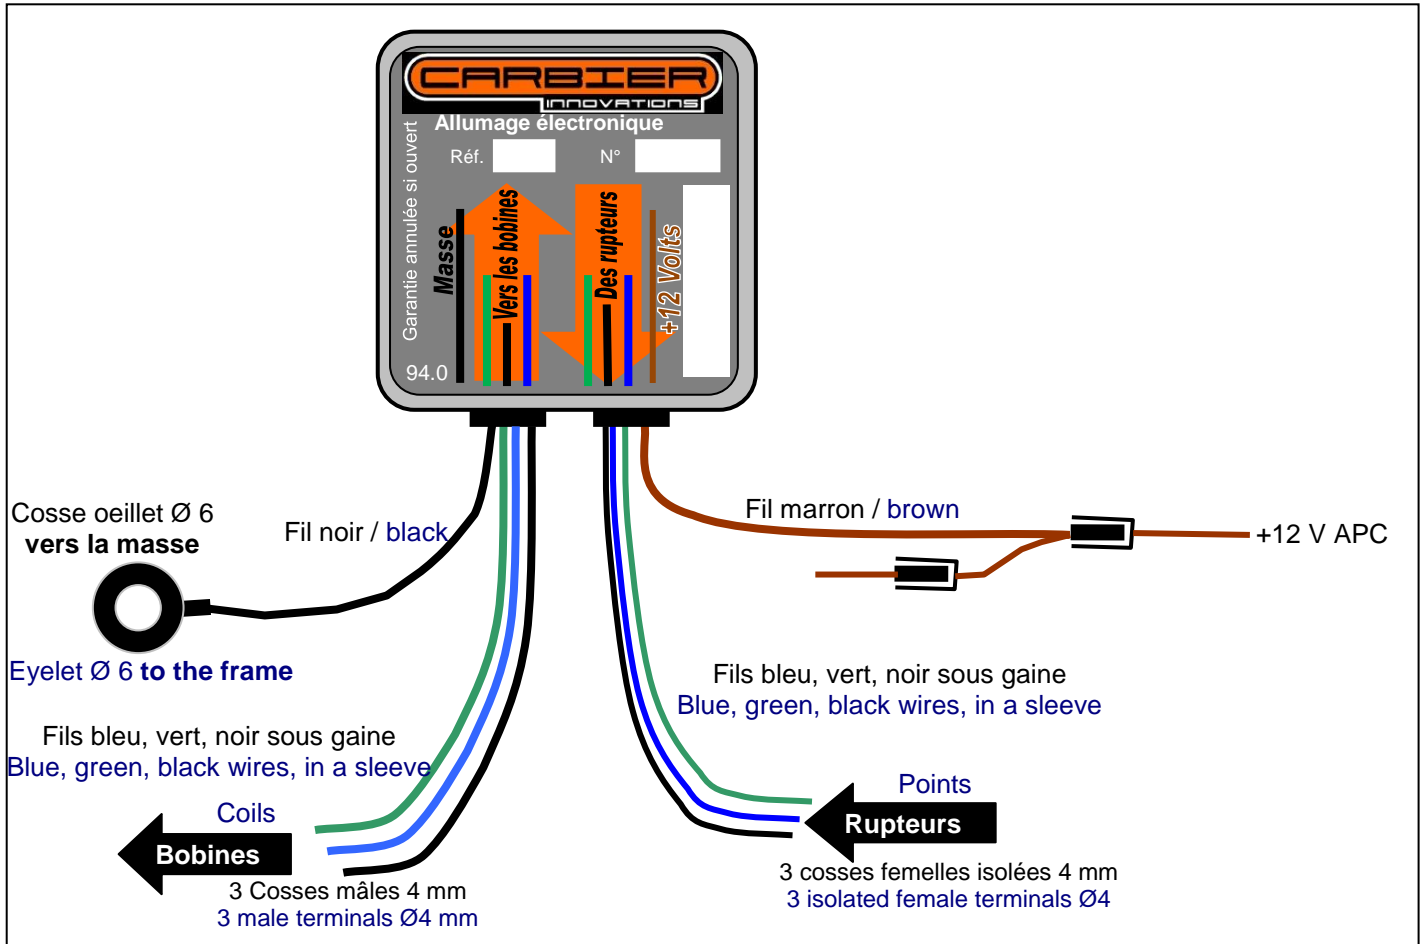 CARBIER
INNOVATIONS
Allumage électronique
Réf. N°
Garantie annulée si ouvert
Masse
Vers les bobines
Des rupteurs
+12 Volts
94.0
Cosse oeillet Ø 6
vers la masse
Fil noir / black
Fil marron / brown
+12 V APC
Eyelet Ø 6 to the frame
Fils bleu, vert, noir sous gaine
Blue, green, black wires, in a sleeve
Fils bleu, vert, noir sous gaine
Blue, green, black wires, in a sleeve
Coils
Bobines
3 Cosses mâles 4 mm
3 male terminals Ø4 mm
Points
Rupteurs
3 cosses femelles isolées 4 mm
3 isolated female terminals Ø4